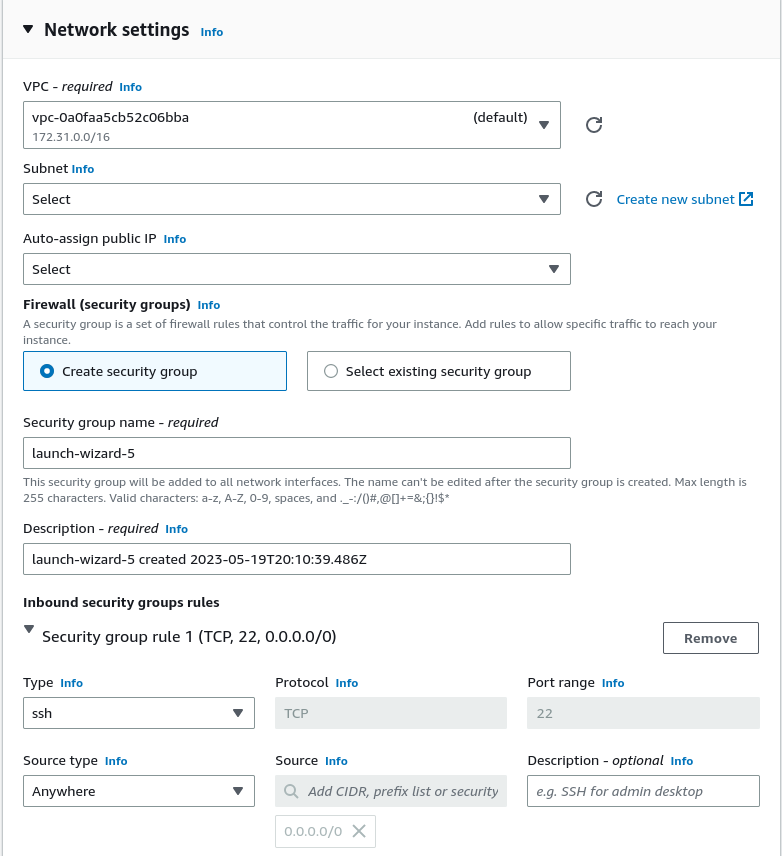 Network settings Info
VPC - required Info
vpc-0a0faa5cb52c06bba (default)
172.31.0.0/16
Subnet Info
Select
Create new subnet
Auto-assign public IP Info
Select
Firewall (security groups) Info
A security group is a set of firewall rules that control the traffic for your instance. Add rules to allow specific traffic to reach your
instance.
Create security group
Select existing security group
Security group name - required
launch-wizard-5
This security group will be added to all network interfaces. The name can't be edited after the security group is created. Max length is
255 characters. Valid characters: a-z, A-Z, 0-9, spaces, and ._-:/()#,@[]+=&;{}!$*
Description - required Info
launch-wizard-5 created 2023-05-19T20:10:39.486Z
Inbound security groups rules
Security group rule 1 (TCP, 22, 0.0.0.0/0)
Remove
Type Info Protocol Info Port range Info
ssh TCP 22
Source type Info Source Info Description - optional Info
Anywhere Add CIDR, prefix list or security e.g. SSH for admin desktop
0.0.0.0/0